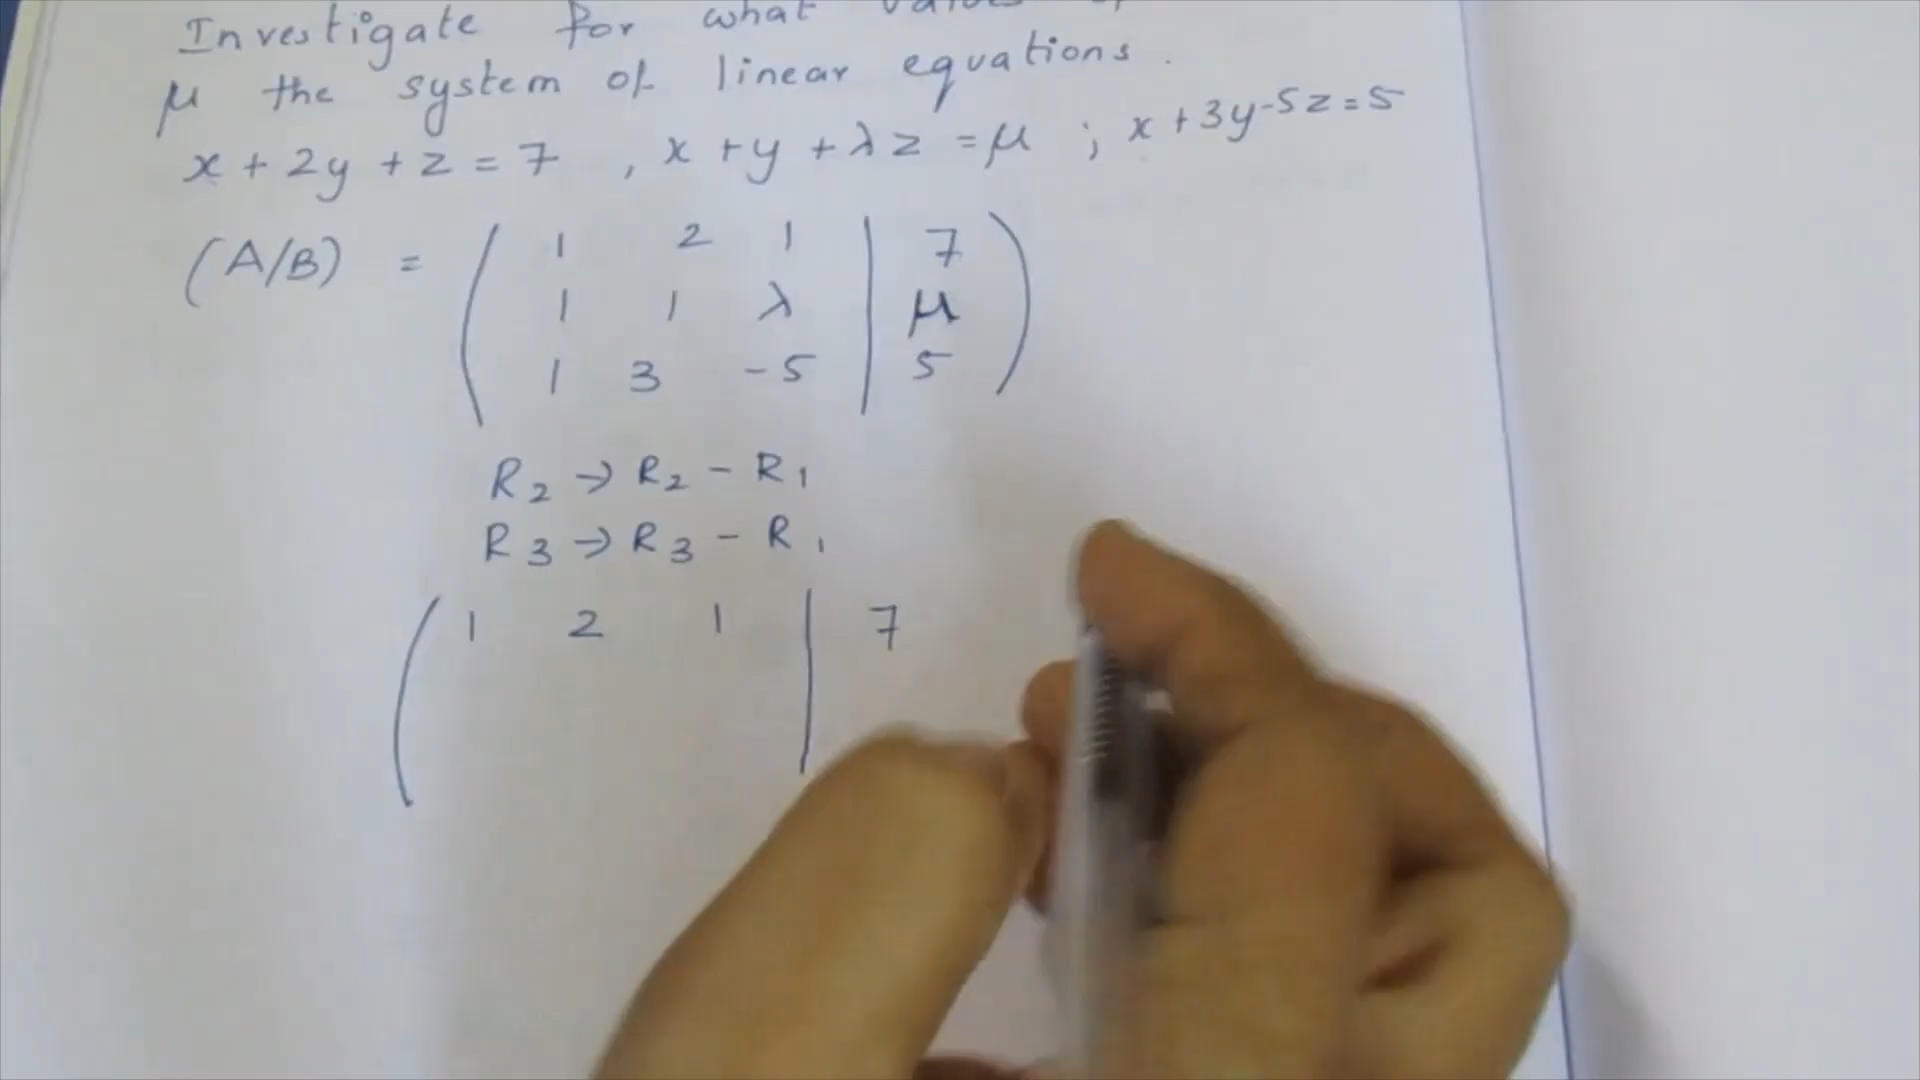 Investigate for what values
μ the system of linear equations.
x + 2y + z = 7 , x + y + λz = μ ; x + 3y - 5z = 5
(A/B) = ( 1 2 1 | 7
1 1 λ | μ
1 3 -5 | 5 )
R2 → R2 - R1
R3 → R3 - R1
( 1 2 1 | 7